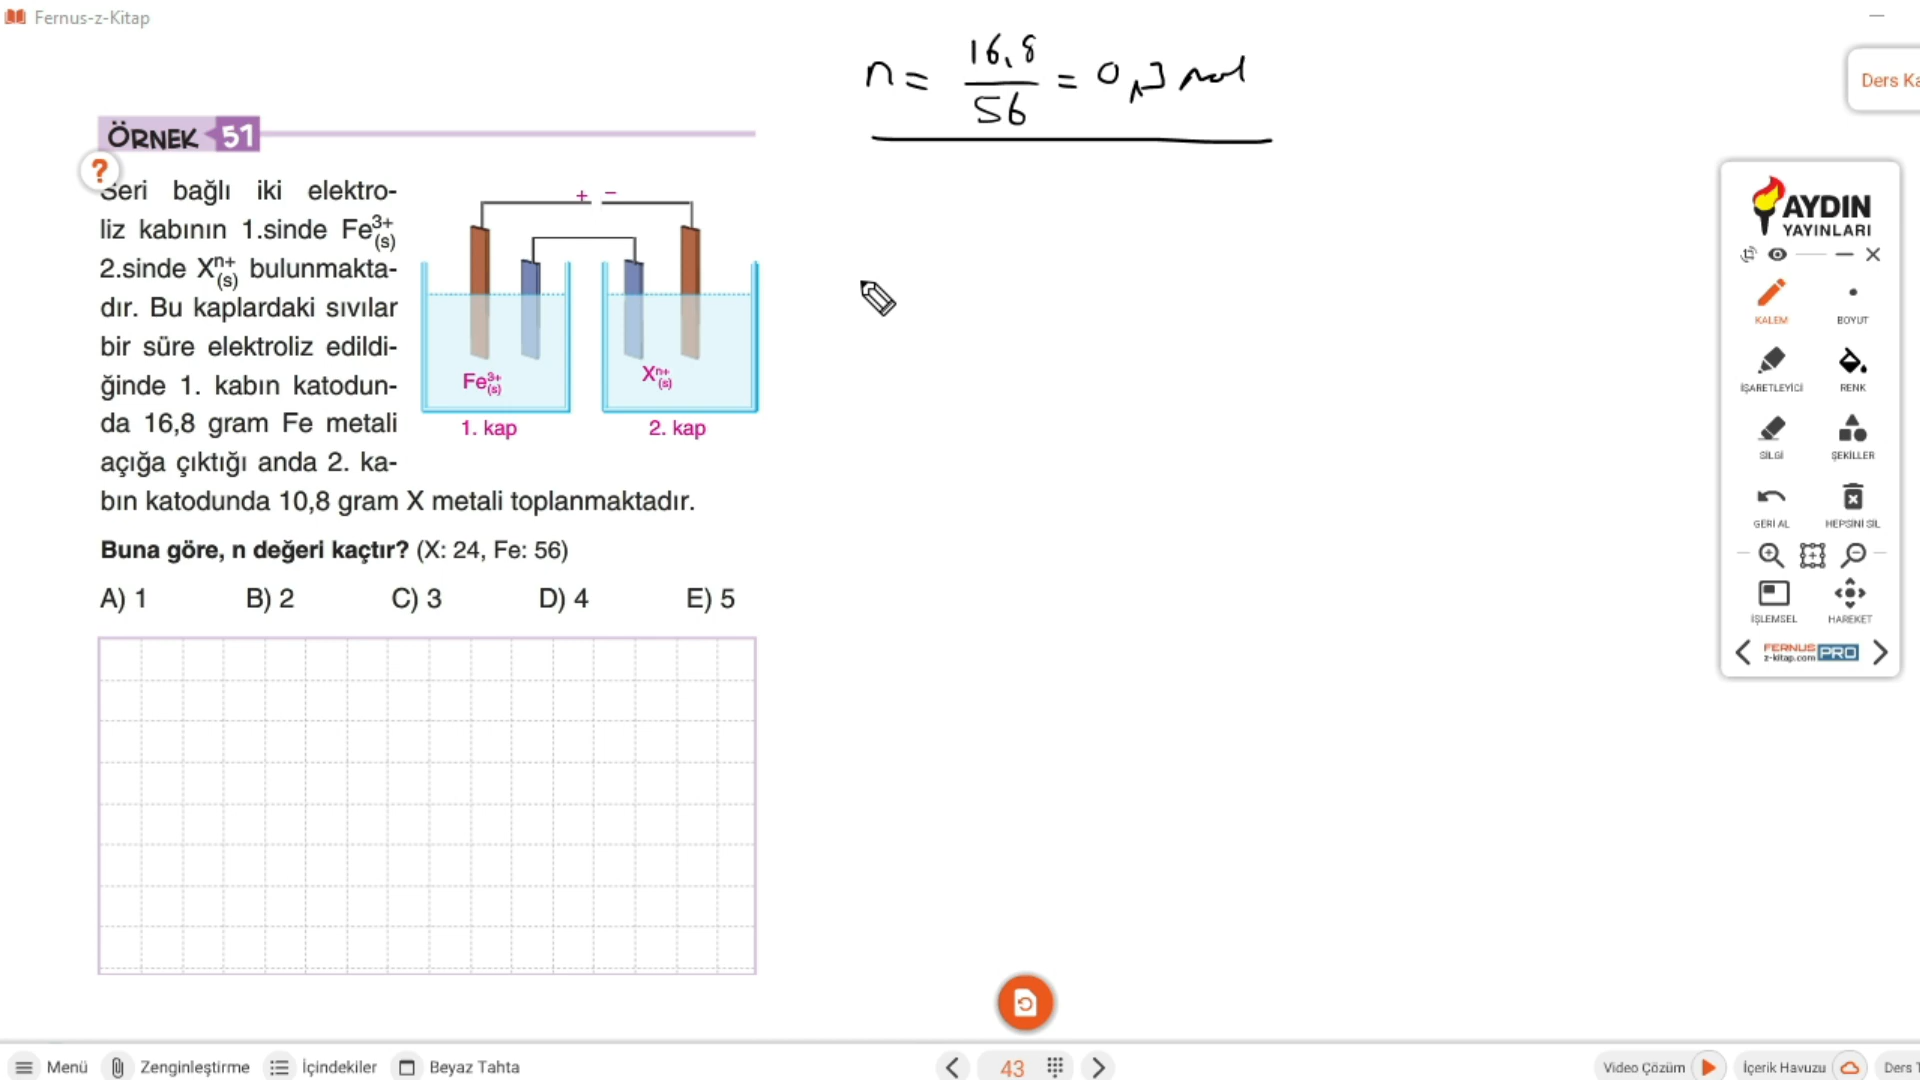 Fernus-z-Kitap
n = 16,8 / 56 = 0,3 mol
Ders Ka
ÖRNEK 51
?
Seri bağlı iki elektro-
liz kabının 1.sinde Fe3+(s)
2.sinde Xn+(s) bulunmakta-
dır. Bu kaplardaki sıvılar
bir süre elektroliz edildi-
ğinde 1. kabın katodun-
da 16,8 gram Fe metali
açığa çıktığı anda 2. ka-
bın katodunda 10,8 gram X metali toplanmaktadır.
+ −
Fe3+(s)
Xn+(s)
1. kap
2. kap
Buna göre, n değeri kaçtır? (X: 24, Fe: 56)
A) 1 B) 2 C) 3 D) 4 E) 5
AYDIN
YAYINLARI
KALEM
BOYUT
İŞARETLEYİCİ
RENK
SİLGİ
ŞEKİLLER
GERİ AL
HEPSİNİ SİL
İŞLEMSEL
HAREKET
FERNUS
z-kitap.com PRO
Menü
Zenginleştirme
İçindekiler
Beyaz Tahta
43
Video Çözüm
İçerik Havuzu
Ders T